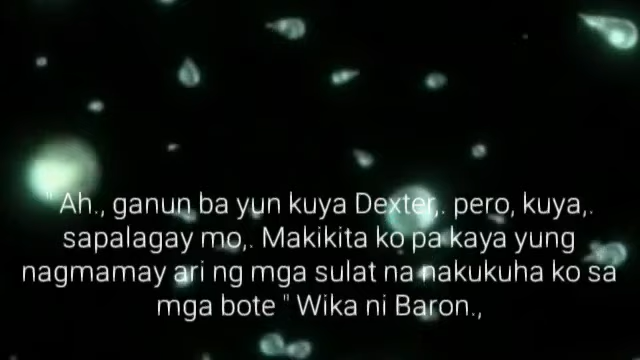 " Ah., ganun ba yun kuya Dexter,. pero, kuya,.
sapalagay mo,. Makikita ko pa kaya yung
nagmamay ari ng mga sulat na nakukuha ko sa
mga bote " Wika ni Baron.,